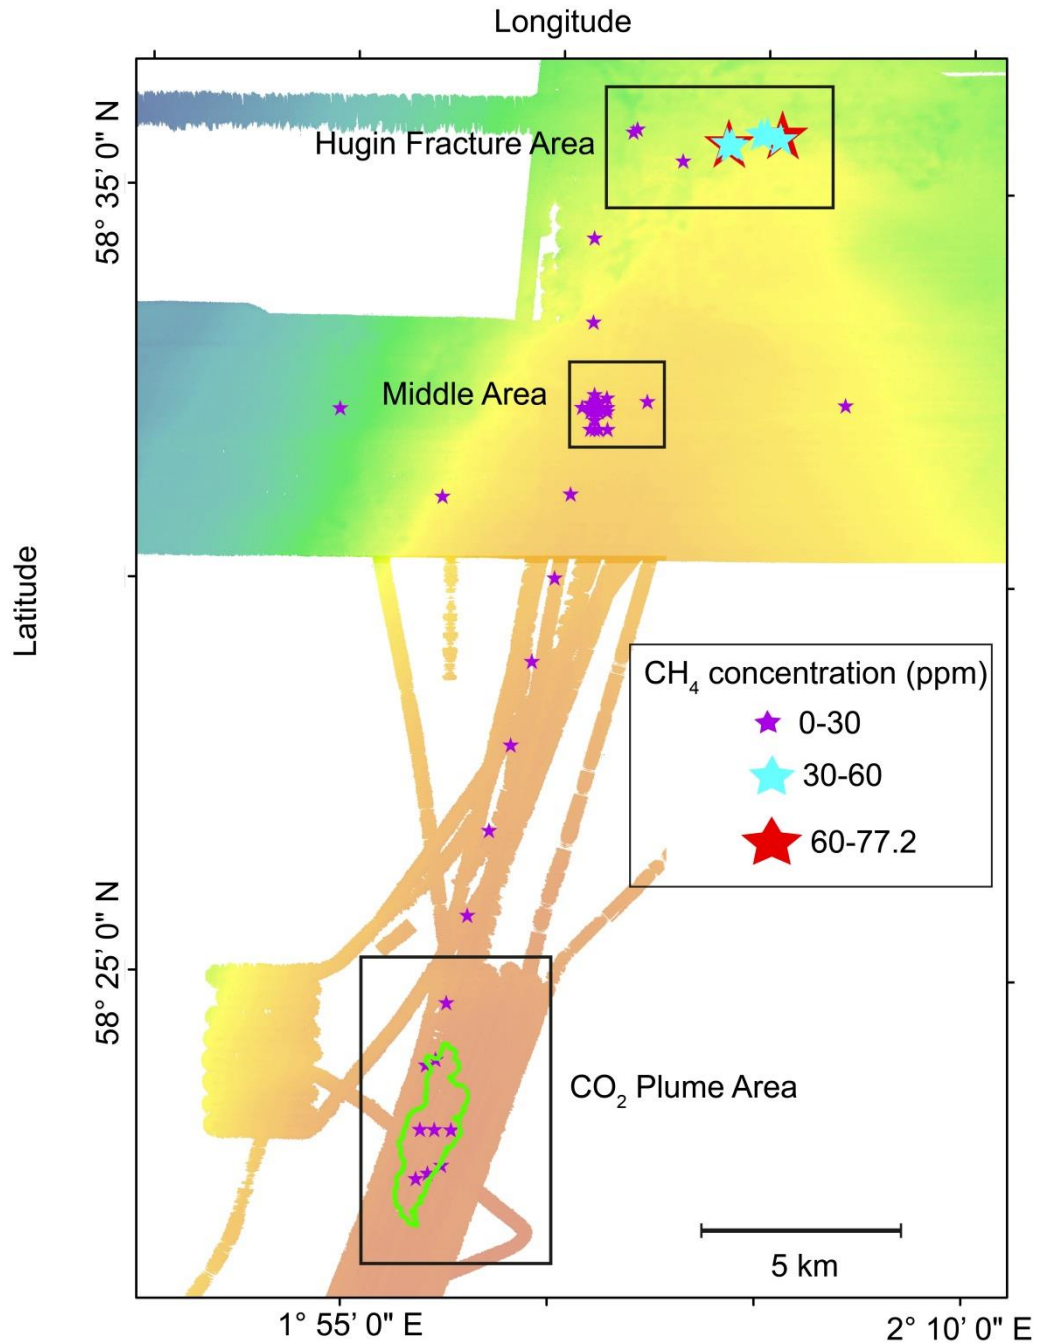 Longitude
58° 35' 0" N
Hugin Fracture Area
Middle Area
Latitude
CH₄ concentration (ppm)
0-30
30-60
60-77.2
58° 25' 0" N
CO₂ Plume Area
5 km
1° 55' 0" E
2° 10' 0" E